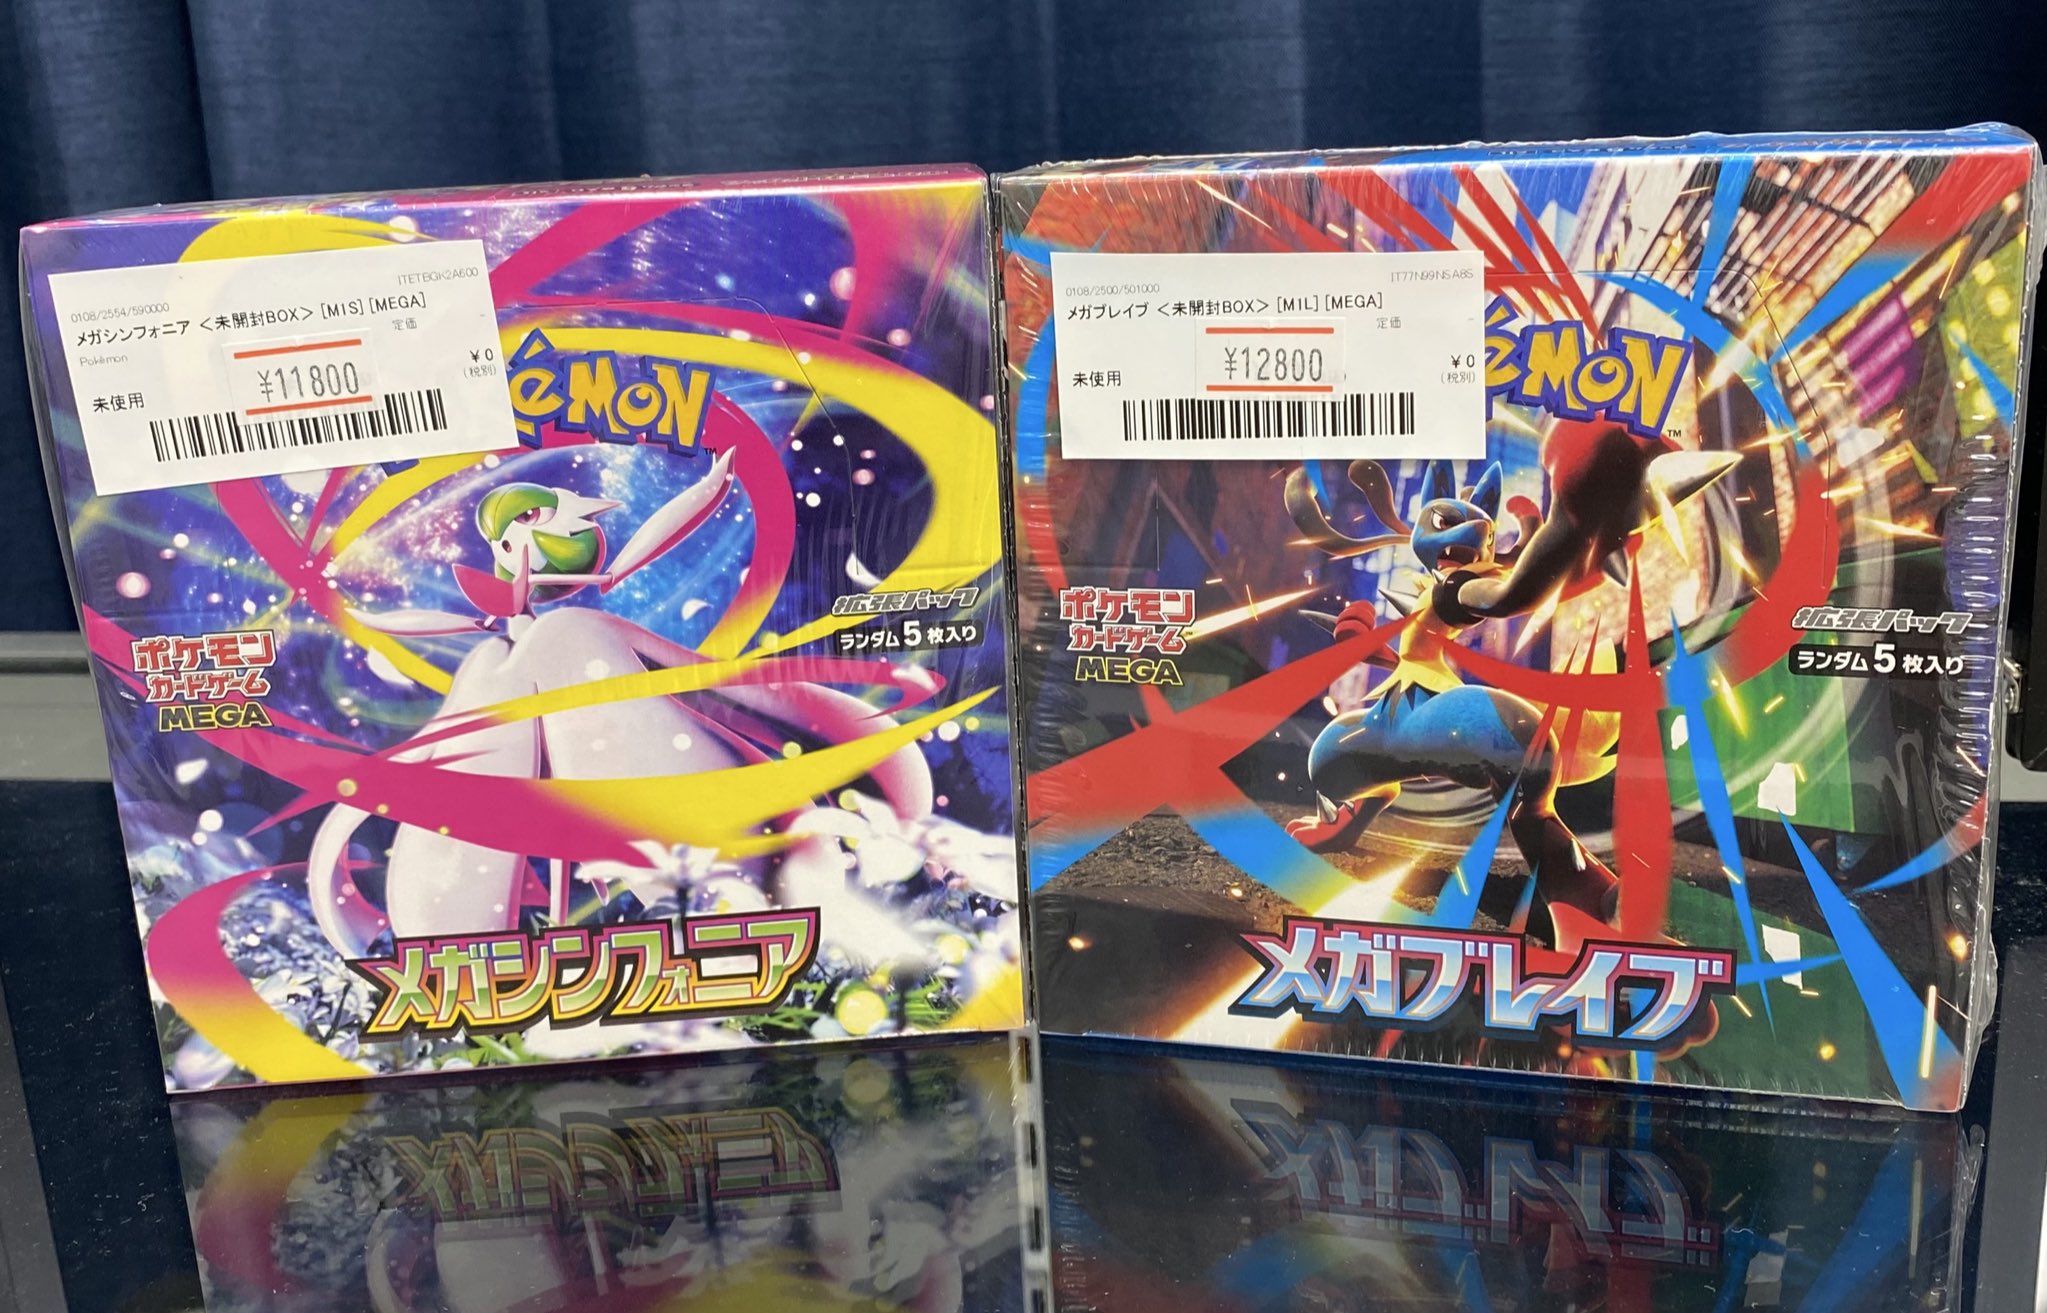 ITETBGK2A600
0108/2554/590000
メガシンフォニア <未開封BOX> [M1S] [MEGA]
Pokémon
定価
¥0
(税別)
¥11800
未使用
émon
TM
拡張パック
ランダム5枚入り
ポケモン
カードゲーム
MEGA
メガシンフォニア
IT77N99NSA8S
0108/2500/501000
メガブレイブ <未開封BOX> [M1L] [MEGA]
定価
¥0
(税別)
¥12800
未使用
émon
TM
ポケモン
カードゲーム
MEGA
拡張パック
ランダム5枚入り
メガブレイブ